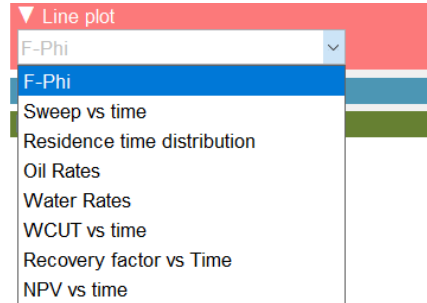 ▼ Line plot
F-Phi
F-Phi
Sweep vs time
Residence time distribution
Oil Rates
Water Rates
WCUT vs time
Recovery factor vs Time
NPV vs time